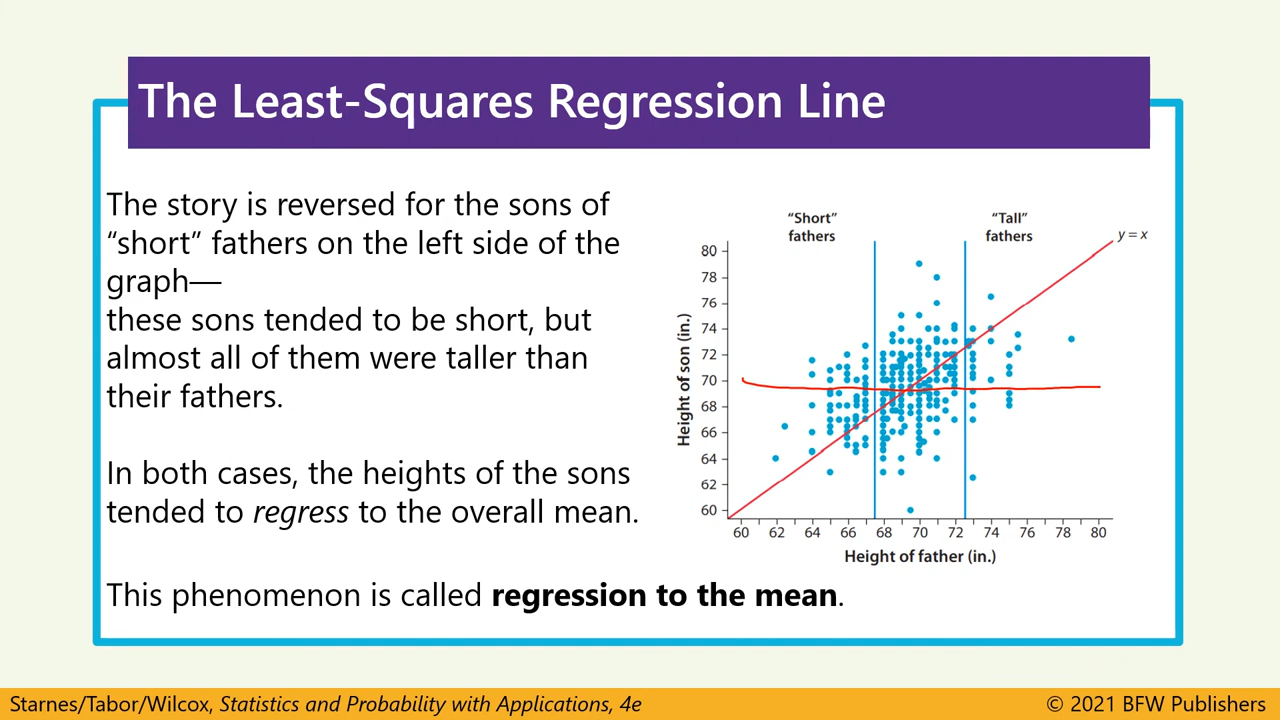 The Least-Squares Regression Line
The story is reversed for the sons of
“short” fathers on the left side of the
graph—
these sons tended to be short, but
almost all of them were taller than
their fathers.
In both cases, the heights of the sons
tended to regress to the overall mean.
This phenomenon is called regression to the mean.
“Short”
fathers
“Tall”
fathers
y = x
Height of son (in.)
80
78
76
74
72
70
68
66
64
62
60
60 62 64 66 68 70 72 74 76 78 80
Height of father (in.)
Starnes/Tabor/Wilcox, Statistics and Probability with Applications, 4e
© 2021 BFW Publishers